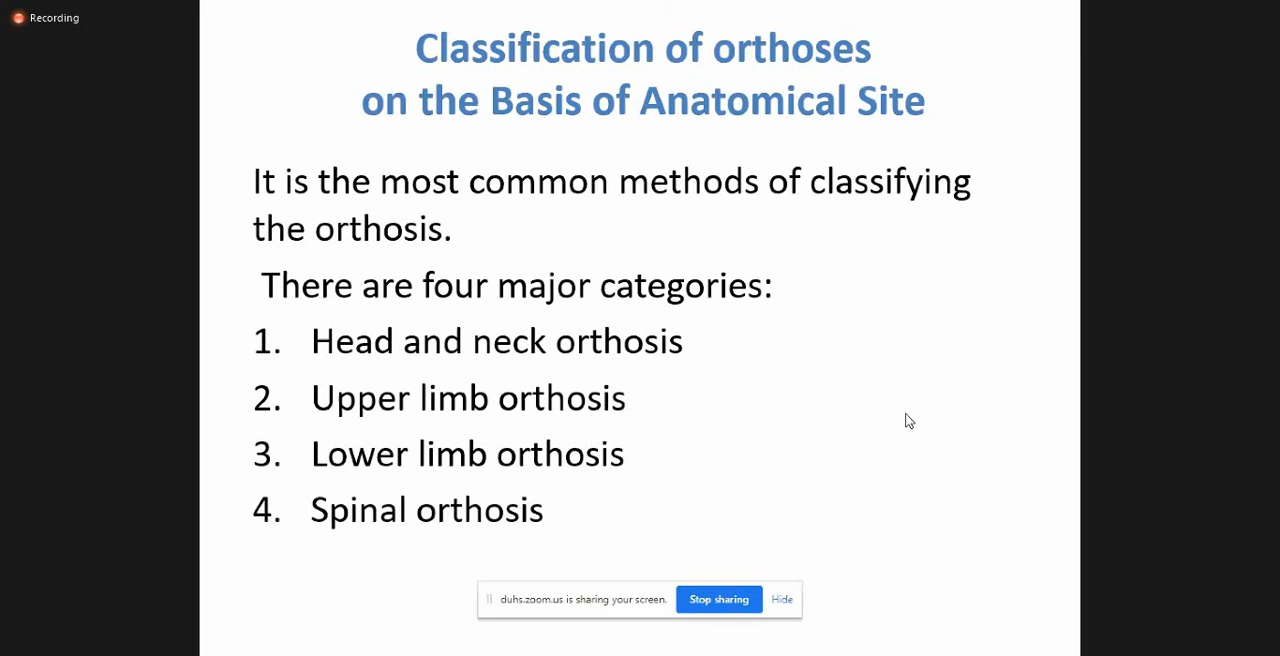 Recording
Classification of orthoses
on the Basis of Anatomical Site
It is the most common methods of classifying
the orthosis.
There are four major categories:
1. Head and neck orthosis
2. Upper limb orthosis
3. Lower limb orthosis
4. Spinal orthosis
duhs.zoom.us is sharing your screen. Stop sharing Hide